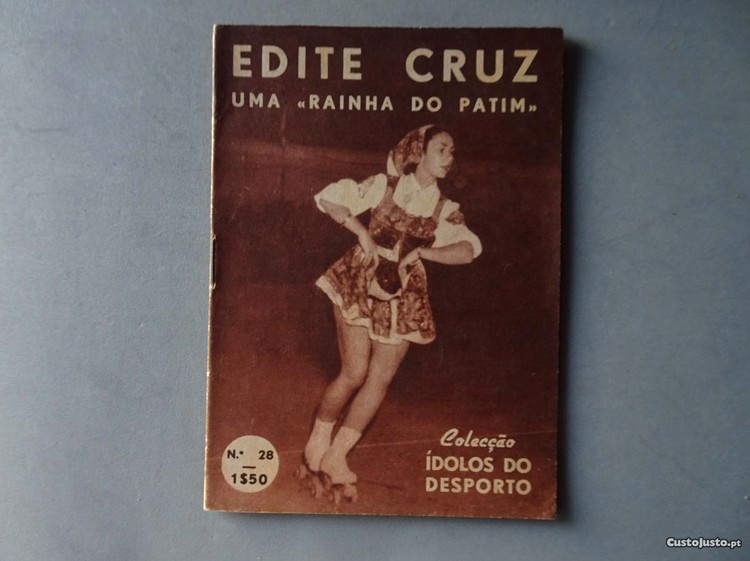 EDITE CRUZ
UMA «RAINHA DO PATIM»
Colecção
ÍDOLOS DO
DESPORTO
N.º 28
1$50
CustoJusto.pt